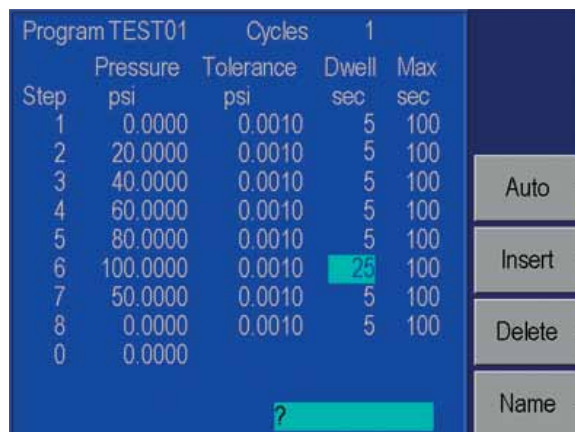 Program TEST01 Cycles 1
Pressure Tolerance Dwell Max
Step psi psi sec sec
1 0.0000 0.0010 5 100
2 20.0000 0.0010 5 100
3 40.0000 0.0010 5 100
4 60.0000 0.0010 5 100
5 80.0000 0.0010 5 100
6 100.0000 0.0010 25 100
7 50.0000 0.0010 5 100
8 0.0000 0.0010 5 100
0 0.0000
?
Auto
Insert
Delete
Name